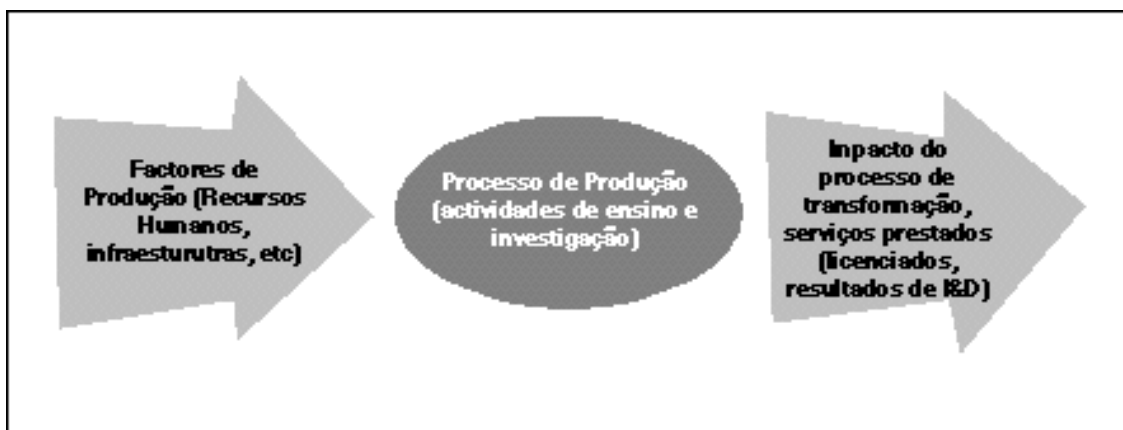 Factores de
Produção (Recursos
Humanos,
infraesturutras, etc)
Processo de Produção
(actividades de ensino e
investigação)
Inpacto do
processo de
transformação,
serviços prestados
(licenciados,
resultados de I&D)